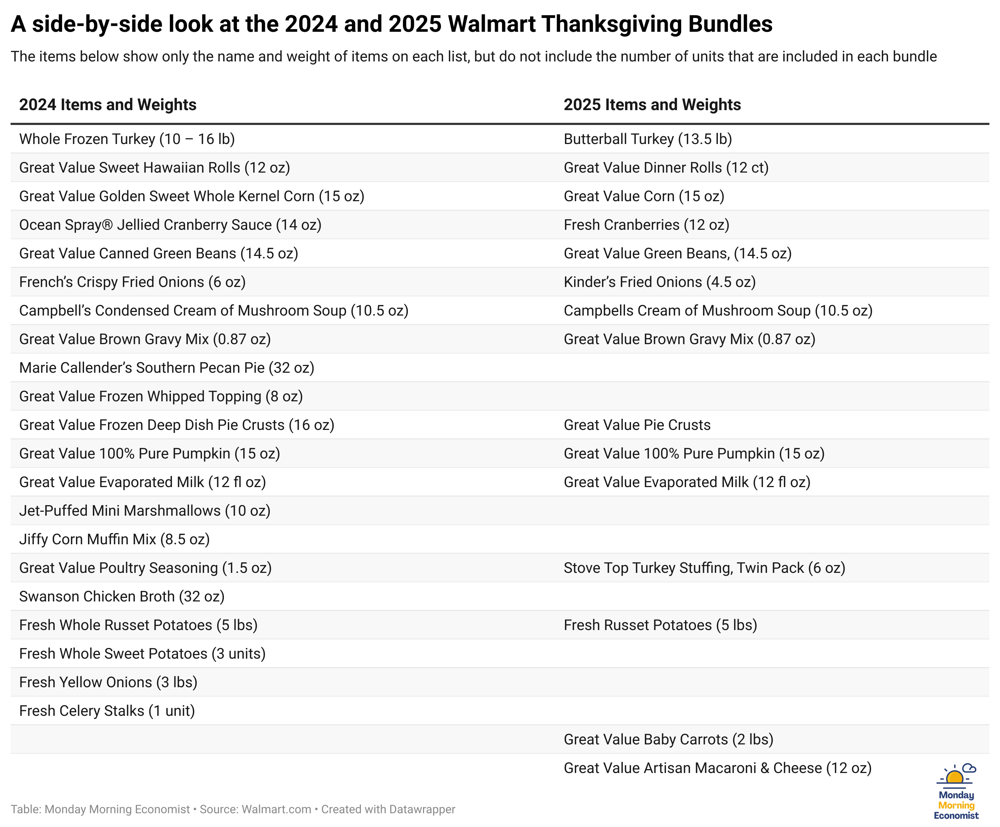 A side-by-side look at the 2024 and 2025 Walmart Thanksgiving Bundles
The items below show only the name and weight of items on each list, but do not include the number of units that are included in each bundle
2024 Items and Weights 2025 Items and Weights
Whole Frozen Turkey (10 – 16 lb) Butterball Turkey (13.5 lb)
Great Value Sweet Hawaiian Rolls (12 oz) Great Value Dinner Rolls (12 ct)
Great Value Golden Sweet Whole Kernel Corn (15 oz) Great Value Corn (15 oz)
Ocean Spray® Jellied Cranberry Sauce (14 oz) Fresh Cranberries (12 oz)
Great Value Canned Green Beans (14.5 oz) Great Value Green Beans, (14.5 oz)
French’s Crispy Fried Onions (6 oz) Kinder’s Fried Onions (4.5 oz)
Campbell’s Condensed Cream of Mushroom Soup (10.5 oz) Campbells Cream of Mushroom Soup (10.5 oz)
Great Value Brown Gravy Mix (0.87 oz) Great Value Brown Gravy Mix (0.87 oz)
Marie Callender’s Southern Pecan Pie (32 oz)
Great Value Frozen Whipped Topping (8 oz)
Great Value Frozen Deep Dish Pie Crusts (16 oz) Great Value Pie Crusts
Great Value 100% Pure Pumpkin (15 oz) Great Value 100% Pure Pumpkin (15 oz)
Great Value Evaporated Milk (12 fl oz) Great Value Evaporated Milk (12 fl oz)
Jet-Puffed Mini Marshmallows (10 oz)
Jiffy Corn Muffin Mix (8.5 oz)
Great Value Poultry Seasoning (1.5 oz) Stove Top Turkey Stuffing, Twin Pack (6 oz)
Swanson Chicken Broth (32 oz)
Fresh Whole Russet Potatoes (5 lbs) Fresh Russet Potatoes (5 lbs)
Fresh Whole Sweet Potatoes (3 units)
Fresh Yellow Onions (3 lbs)
Fresh Celery Stalks (1 unit)
Great Value Baby Carrots (2 lbs)
Great Value Artisan Macaroni & Cheese (12 oz)
Table: Monday Morning Economist • Source: Walmart.com • Created with Datawrapper
Monday
Morning
Economist